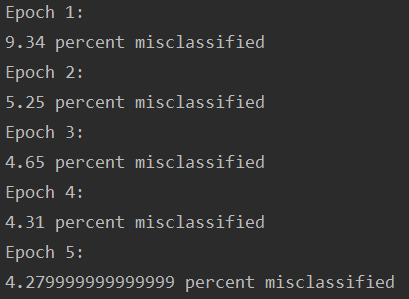 Epoch 1:
9.34 percent misclassified
Epoch 2:
5.25 percent misclassified
Epoch 3:
4.65 percent misclassified
Epoch 4:
4.31 percent misclassified
Epoch 5:
4.279999999999999 percent misclassified